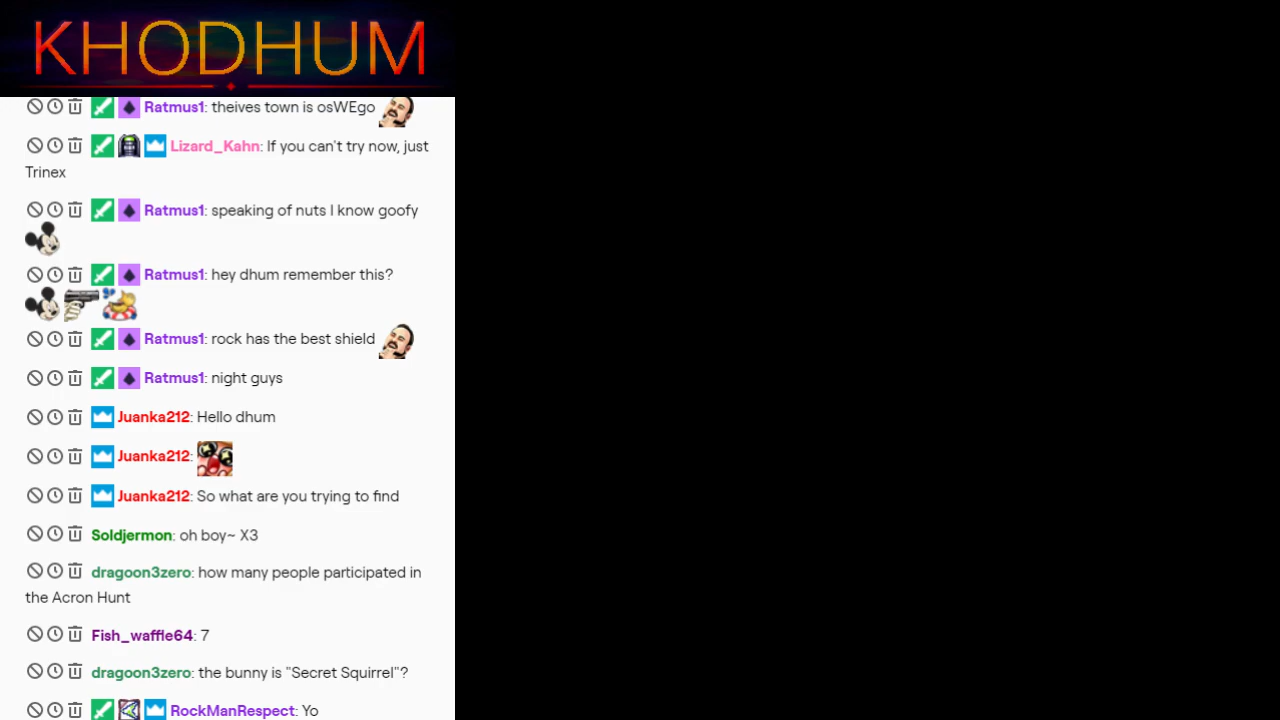 KHODHUM
Ratmus1: theives town is osWEgo
Lizard_Kahn: If you can't try now, just
Trinex
Ratmus1: speaking of nuts I know goofy
Ratmus1: hey dhum remember this?
Ratmus1: rock has the best shield
Ratmus1: night guys
Juanka212: Hello dhum
Juanka212:
Juanka212: So what are you trying to find
Soldjermon: oh boy~ X3
dragoon3zero: how many people participated in
the Acron Hunt
Fish_waffle64: 7
dragoon3zero: the bunny is "Secret Squirrel"?
RockManRespect: Yo